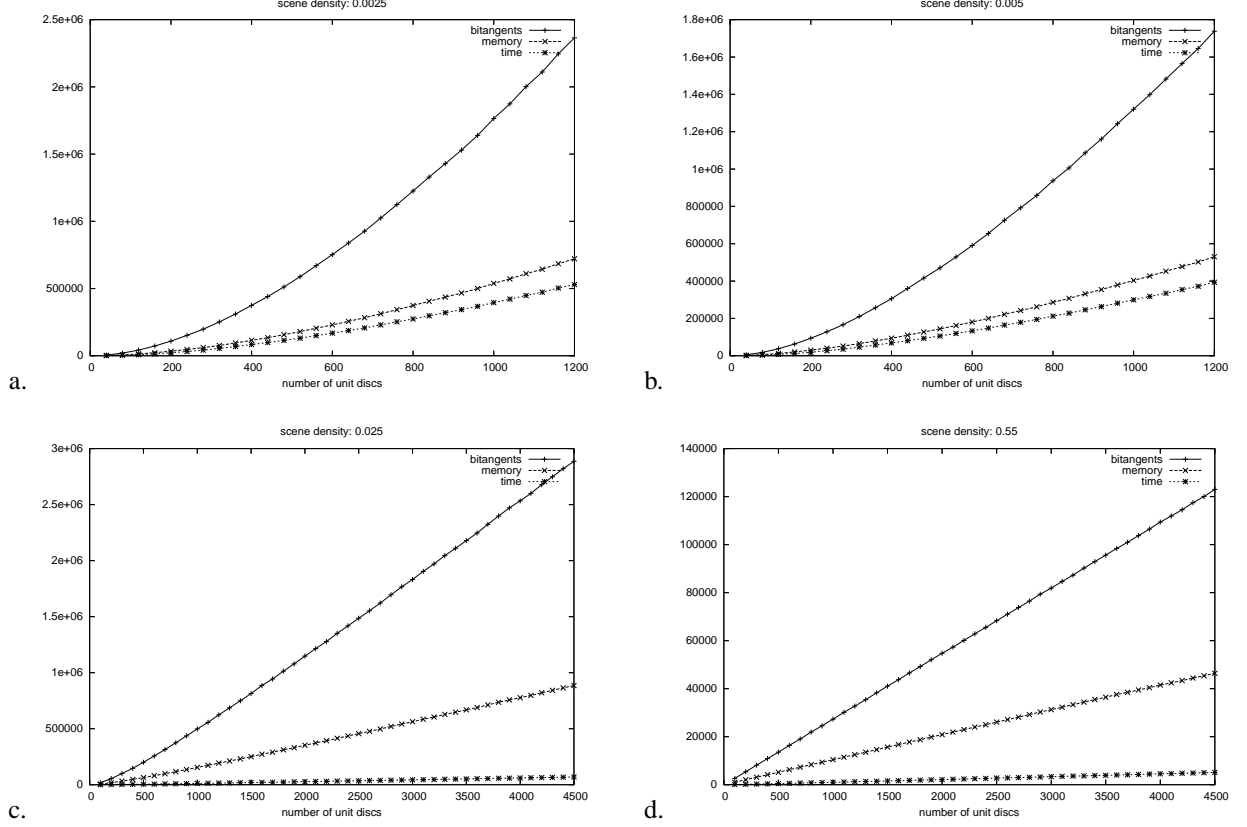 scene density: 0.0025
2.5e+06
2e+06
1.5e+06
1e+06
500000
0
bitangents
memory
time
0 200 400 600 800 1000 1200
number of unit discs
a.
scene density: 0.005
1.8e+06
1.6e+06
1.4e+06
1.2e+06
1e+06
800000
600000
400000
200000
0
bitangents
memory
time
0 200 400 600 800 1000 1200
number of unit discs
b.
scene density: 0.025
3e+06
2.5e+06
2e+06
1.5e+06
1e+06
500000
0
bitangents
memory
time
0 500 1000 1500 2000 2500 3000 3500 4000 4500
number of unit discs
c.
scene density: 0.55
140000
120000
100000
80000
60000
40000
20000
0
bitangents
memory
time
0 500 1000 1500 2000 2500 3000 3500 4000 4500
number of unit discs
d.